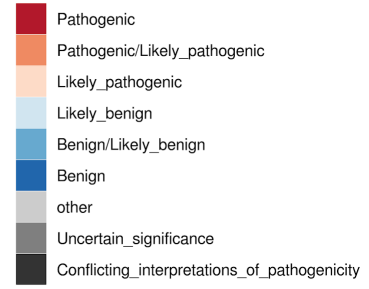 Pathogenic
Pathogenic/Likely_pathogenic
Likely_pathogenic
Likely_benign
Benign/Likely_benign
Benign
other
Uncertain_significance
Conflicting_interpretations_of_pathogenicity